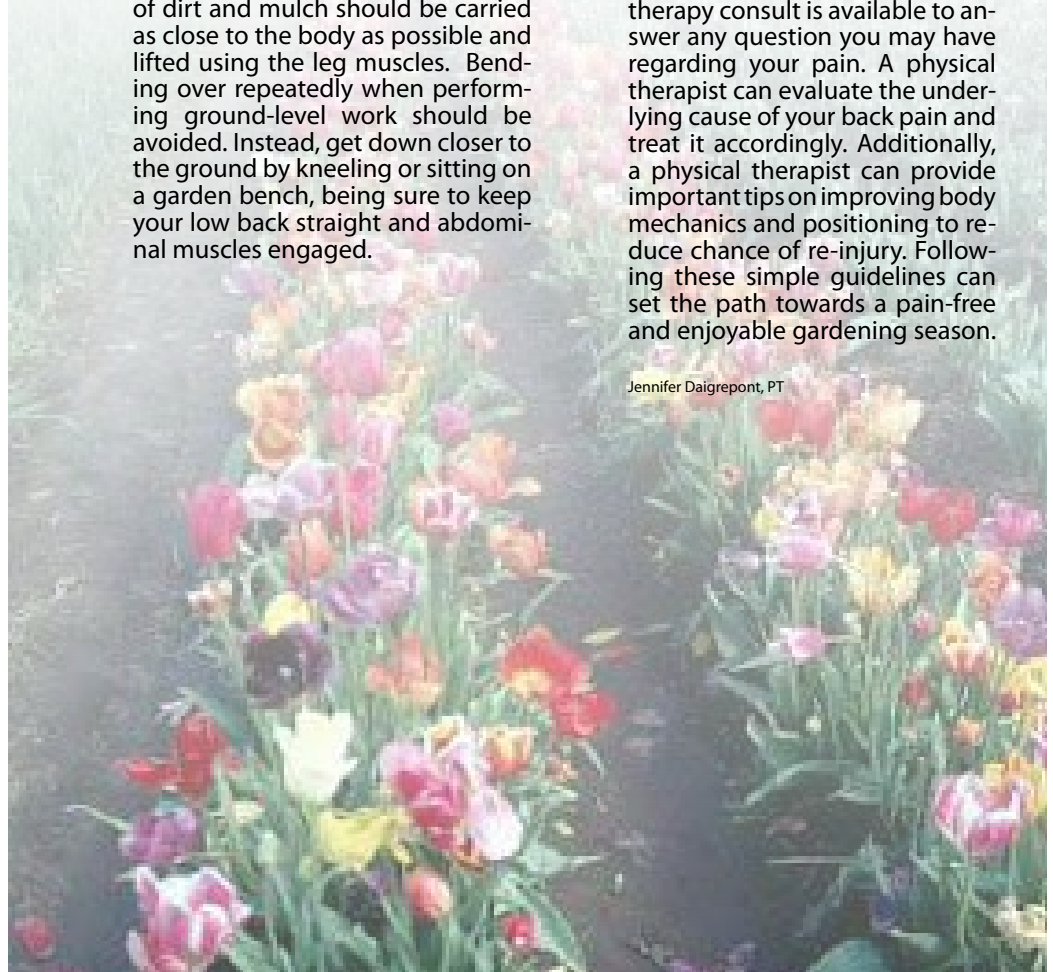 of dirt and mulch should be carried
as close to the body as possible and
lifted using the leg muscles. Bend-
ing over repeatedly when perform-
ing ground-level work should be
avoided. Instead, get down closer to
the ground by kneeling or sitting on
a garden bench, being sure to keep
your low back straight and abdomi-
nal muscles engaged.
therapy consult is available to an-
swer any question you may have
regarding your pain. A physical
therapist can evaluate the under-
lying cause of your back pain and
treat it accordingly. Additionally,
a physical therapist can provide
important tips on improving body
mechanics and positioning to re-
duce chance of re-injury. Follow-
ing these simple guidelines can
set the path towards a pain-free
and enjoyable gardening season.
Jennifer Daigrepont, PT